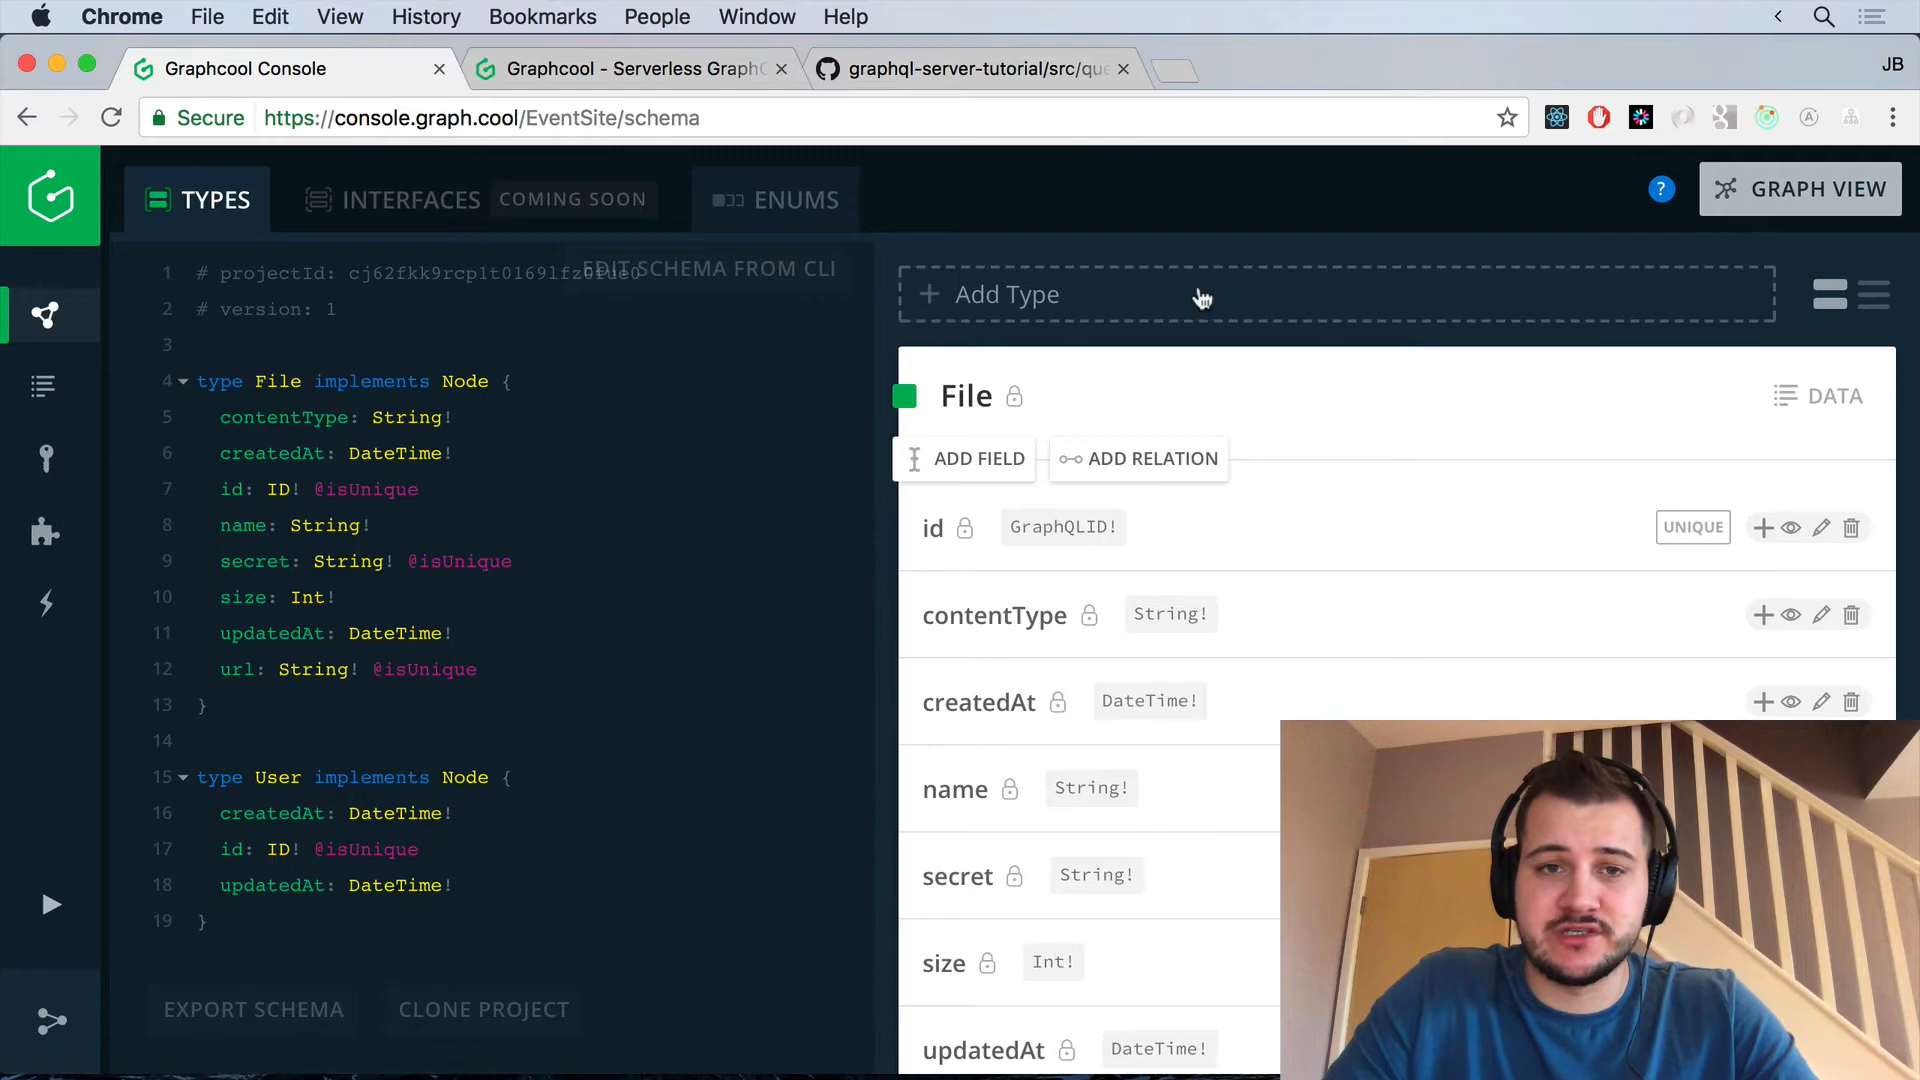 Chrome File Edit View History Bookmarks People Window Help
Graphcool Console
Graphcool - Serverless Graph
graphql-server-tutorial/src/que
JB
Secure https://console.graph.cool/EventSite/schema
TYPES
INTERFACES COMING SOON
ENUMS
?
GRAPH VIEW
EDIT SCHEMA FROM CLI
1 # projectId: cj62fkk9rcp1t0169lfz0iue0
2 # version: 1
3
4 type File implements Node {
5 contentType: String!
6 createdAt: DateTime!
7 id: ID! @isUnique
8 name: String!
9 secret: String! @isUnique
10 size: Int!
11 updatedAt: DateTime!
12 url: String! @isUnique
13 }
14
15 type User implements Node {
16 createdAt: DateTime!
17 id: ID! @isUnique
18 updatedAt: DateTime!
19 }
EXPORT SCHEMA
CLONE PROJECT
+ Add Type
File
DATA
ADD FIELD
ADD RELATION
id GraphQLID! UNIQUE
contentType String!
createdAt DateTime!
name String!
secret String!
size Int!
updatedAt DateTime!